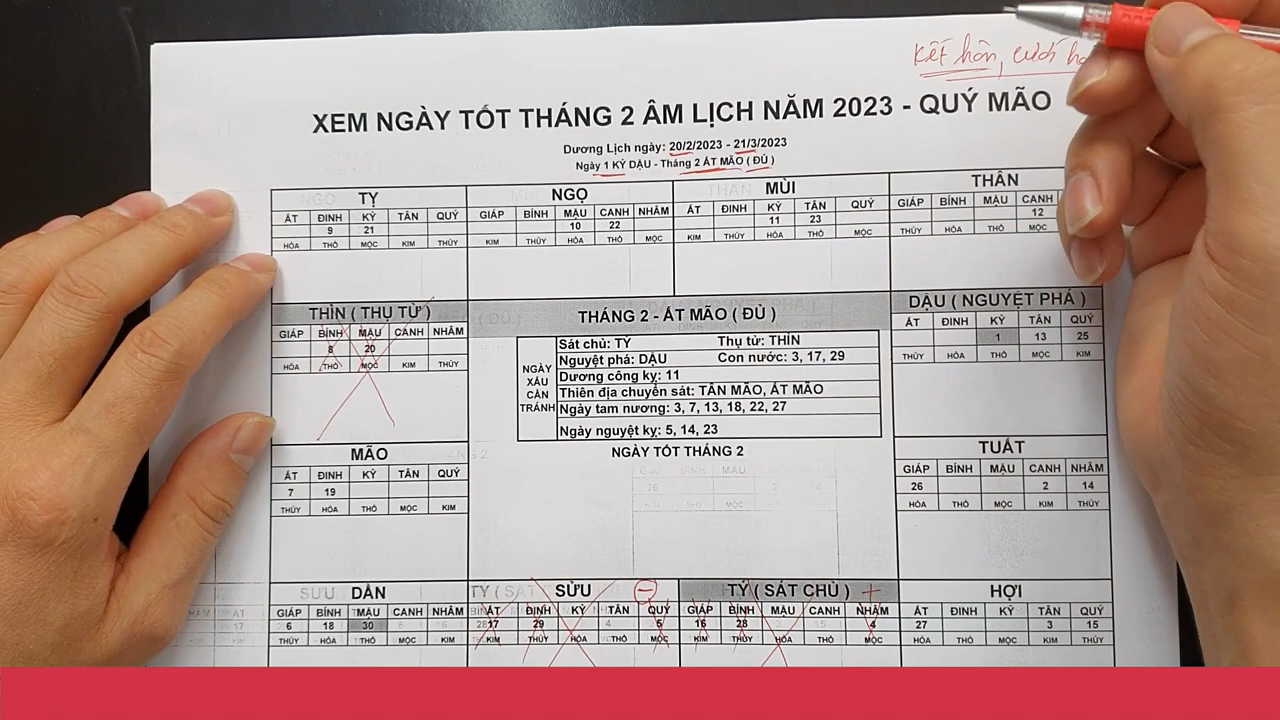 Kết hôn, cưới
XEM NGÀY TỐT THÁNG 2 ÂM LỊCH NĂM 2023 - QUÝ MÃO
Dương Lịch ngày: 20/2/2023 - 21/3/2023
Ngày 1 KỶ DẬU - Tháng 2 ẤT MÃO ( ĐỦ )
TỴ
ẤT ĐINH KỶ TÂN QUÝ
9 21
HỎA THỔ MỘC KIM THỦY
NGỌ
GIÁP BÍNH MẬU CANH NHÂM
10 22
KIM THỦY HỎA THỔ MỘC
MÙI
ẤT ĐINH KỶ TÂN QUÝ
11 23
KIM THỦY HỎA THỔ MỘC
THÂN
GIÁP BÍNH MẬU CANH
12
THỦY HỎA THỔ MỘC
THÌN ( THỤ TỬ )
GIÁP BÍNH MẬU CANH NHÂM
8 20
HỎA THỔ MỘC KIM THỦY
THÁNG 2 - ẤT MÃO ( ĐỦ )
NGÀY XẤU CẦN TRÁNH
Sát chủ: TÝ Thụ tử: THÌN
Nguyệt phá: DẬU Con nước: 3, 17, 29
Dương công kỵ: 11
Thiên địa chuyển sát: TÂN MÃO, ẤT MÃO
Ngày tam nương: 3, 7, 13, 18, 22, 27
Ngày nguyệt kỵ: 5, 14, 23
NGÀY TỐT THÁNG 2
DẬU ( NGUYỆT PHÁ )
ẤT ĐINH KỶ TÂN QUÝ
1 13 25
THỦY HỎA THỔ MỘC KIM
MÃO
ẤT ĐINH KỶ TÂN QUÝ
7 19
THỦY HỎA THỔ MỘC KIM
TUẤT
GIÁP BÍNH MẬU CANH NHÂM
26 2 14
HỎA THỔ MỘC KIM THỦY
DẦN
GIÁP BÍNH MẬU CANH NHÂM
6 18 30
THỦY HỎA THỔ MỘC KIM
SỬU
ẤT ĐINH KỶ TÂN QUÝ
17 29 5
KIM THỦY HỎA THỔ MỘC
TÝ ( SÁT CHỦ )
GIÁP BÍNH MẬU CANH NHÂM
16 28 4
KIM THỦY HỎA THỔ MỘC
HỢI
ẤT ĐINH KỶ TÂN QUÝ
27 3 15
HỎA THỔ MỘC KIM THỦY